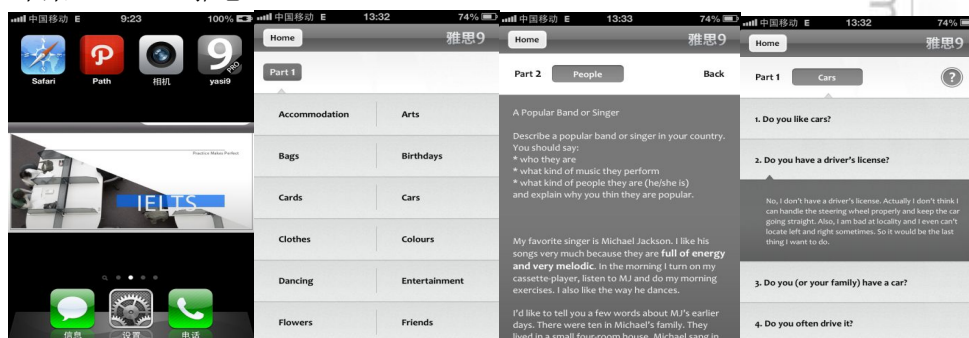 中国移动 E 9:23 100%
Safari Path 相机 yasi9
9 PRO
Practice Makes Perfect
IELTS
信息 设置 电话
中国移动 E 13:32 74%
Home 雅思9
Part 1
Accommodation Arts
Bags Birthdays
Cards Cars
Clothes Colours
Dancing Entertainment
Flowers Friends
中国移动 E 13:33 74%
Home 雅思9
Part 2 People Back
A Popular Band or Singer
Describe a popular band or singer in your country.
You should say:
* who they are
* what kind of music they perform
* what kind of people they are (he/she is)
and explain why you thin they are popular.
My favorite singer is Michael Jackson. I like his
songs very much because they are full of energy
and very melodic. In the morning I turn on my
cassette-player, listen to MJ and do my morning
exercises. I also like the way he dances.
I'd like to tell you a few words about MJ's earlier
days. There were ten in Michael's family. They
lived in a small four-room house. Michael sang in
中国移动 E 13:32 74%
Home 雅思9
Part 1 Cars ?
1. Do you like cars?
2. Do you have a driver's license?
No, I don't have a driver's license. Actually I don't think I
can handle the steering wheel properly and keep the car
going straight. Also, I am bad at locality and I even can't
locate left and right sometimes. So it would be the last
thing I want to do.
3. Do you (or your family) have a car?
4. Do you often drive it?